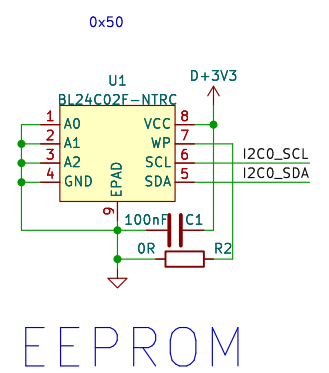 0x50
U1
D+3V3
BL24C02F-NTRC
1 A0 VCC 8
2 A1 WP 7
3 A2 SCL 6 I2C0_SCL
4 GND SDA 5 I2C0_SDA
EPAD
9
100nF C1
0R R2
EEPROM